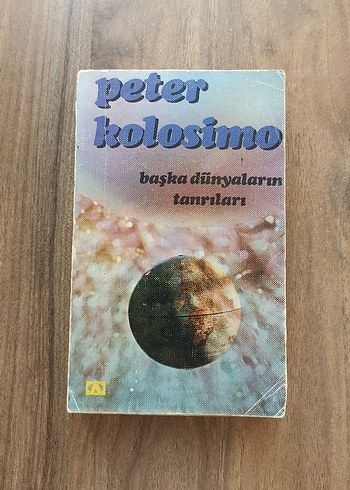 peter
kolosimo
başka dünyaların
tanrıları